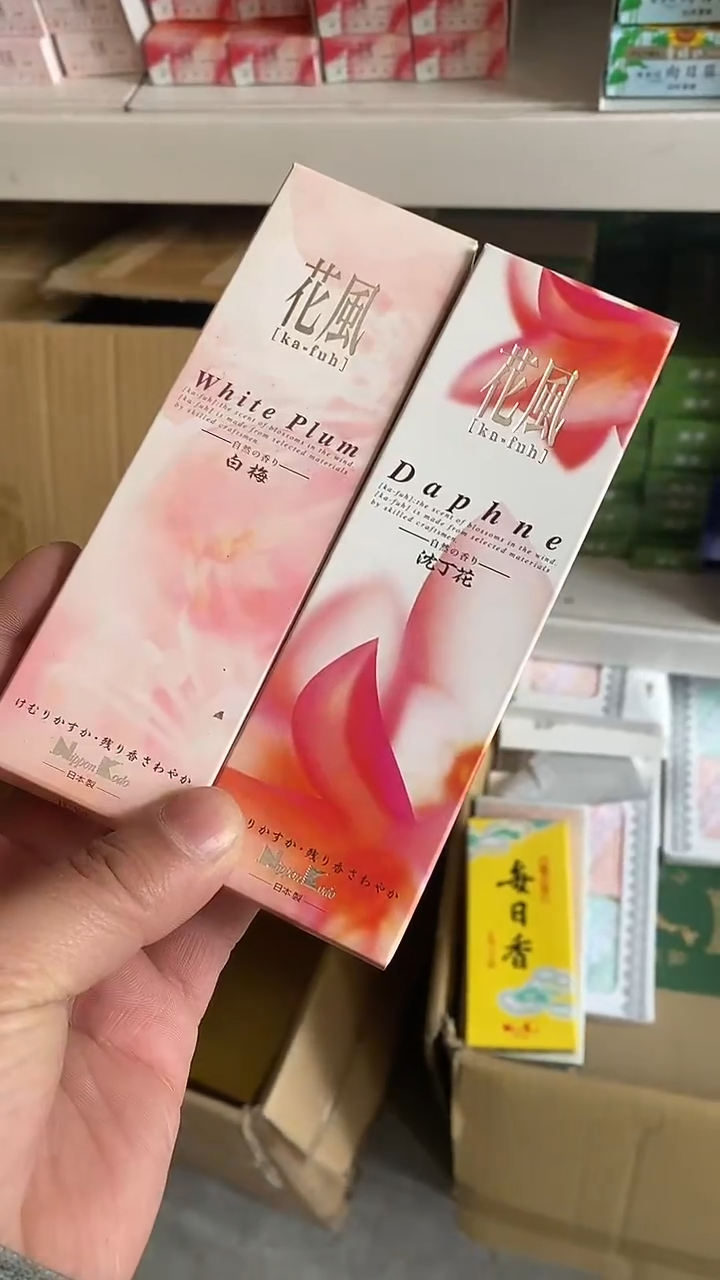 花風
[ka-fuh]
White Plum
[ka-fuh]:the scent of blossoms in the wind.
[ka-fuh] is made from selected materials
by skilled craftsmen.
自然の香り
白梅
けむりかすか・残り香さわやか
Nippon Kodo
日本製
花風
[ka-fuh]
Daphne
[ka-fuh]:the scent of blossoms in the wind.
[ka-fuh] is made from selected materials
by skilled craftsmen.
自然の香り
沈丁花
りかすか・残り香さわやか
Nippon Kodo
日本製
毎日香